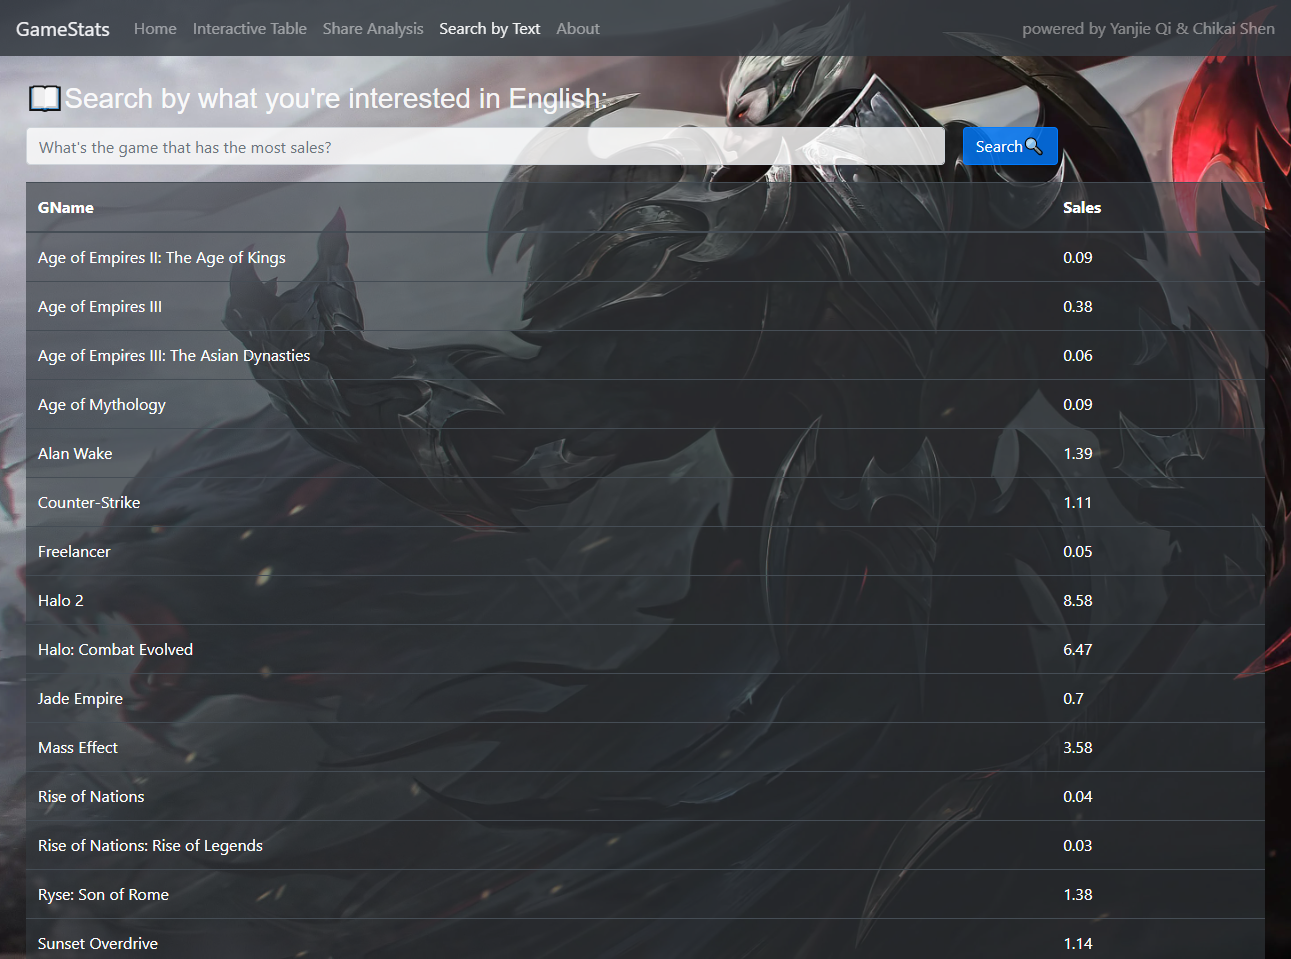 GameStats Home Interactive Table Share Analysis Search by Text About powered by Yanjie Qi & Chikai Shen
Search by what you're interested in English:
What's the game that has the most sales? Search
GName Sales
Age of Empires II: The Age of Kings 0.09
Age of Empires III 0.38
Age of Empires III: The Asian Dynasties 0.06
Age of Mythology 0.09
Alan Wake 1.39
Counter-Strike 1.11
Freelancer 0.05
Halo 2 8.58
Halo: Combat Evolved 6.47
Jade Empire 0.7
Mass Effect 3.58
Rise of Nations 0.04
Rise of Nations: Rise of Legends 0.03
Ryse: Son of Rome 1.38
Sunset Overdrive 1.14